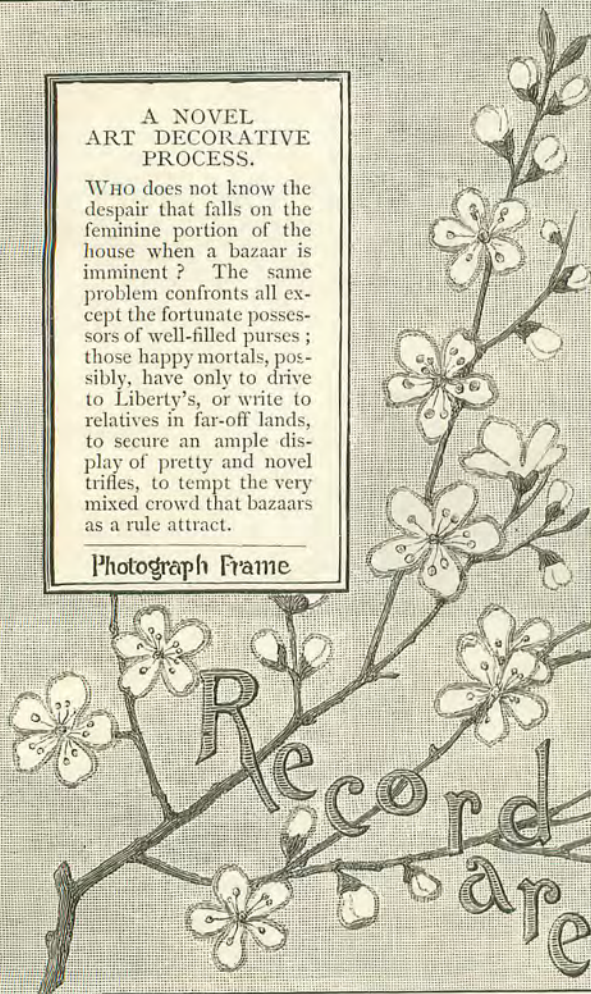 A NOVEL
ART DECORATIVE
PROCESS.
WHO does not know the
despair that falls on the
feminine portion of the
house when a bazaar is
imminent ? The same
problem confronts all ex-
cept the fortunate posses-
sors of well-filled purses ;
those happy mortals, pos-
sibly, have only to drive
to Liberty's, or write to
relatives in far-off lands,
to secure an ample dis-
play of pretty and novel
trifles, to tempt the very
mixed crowd that bazaars
as a rule attract.
Photograph Frame
Record
are